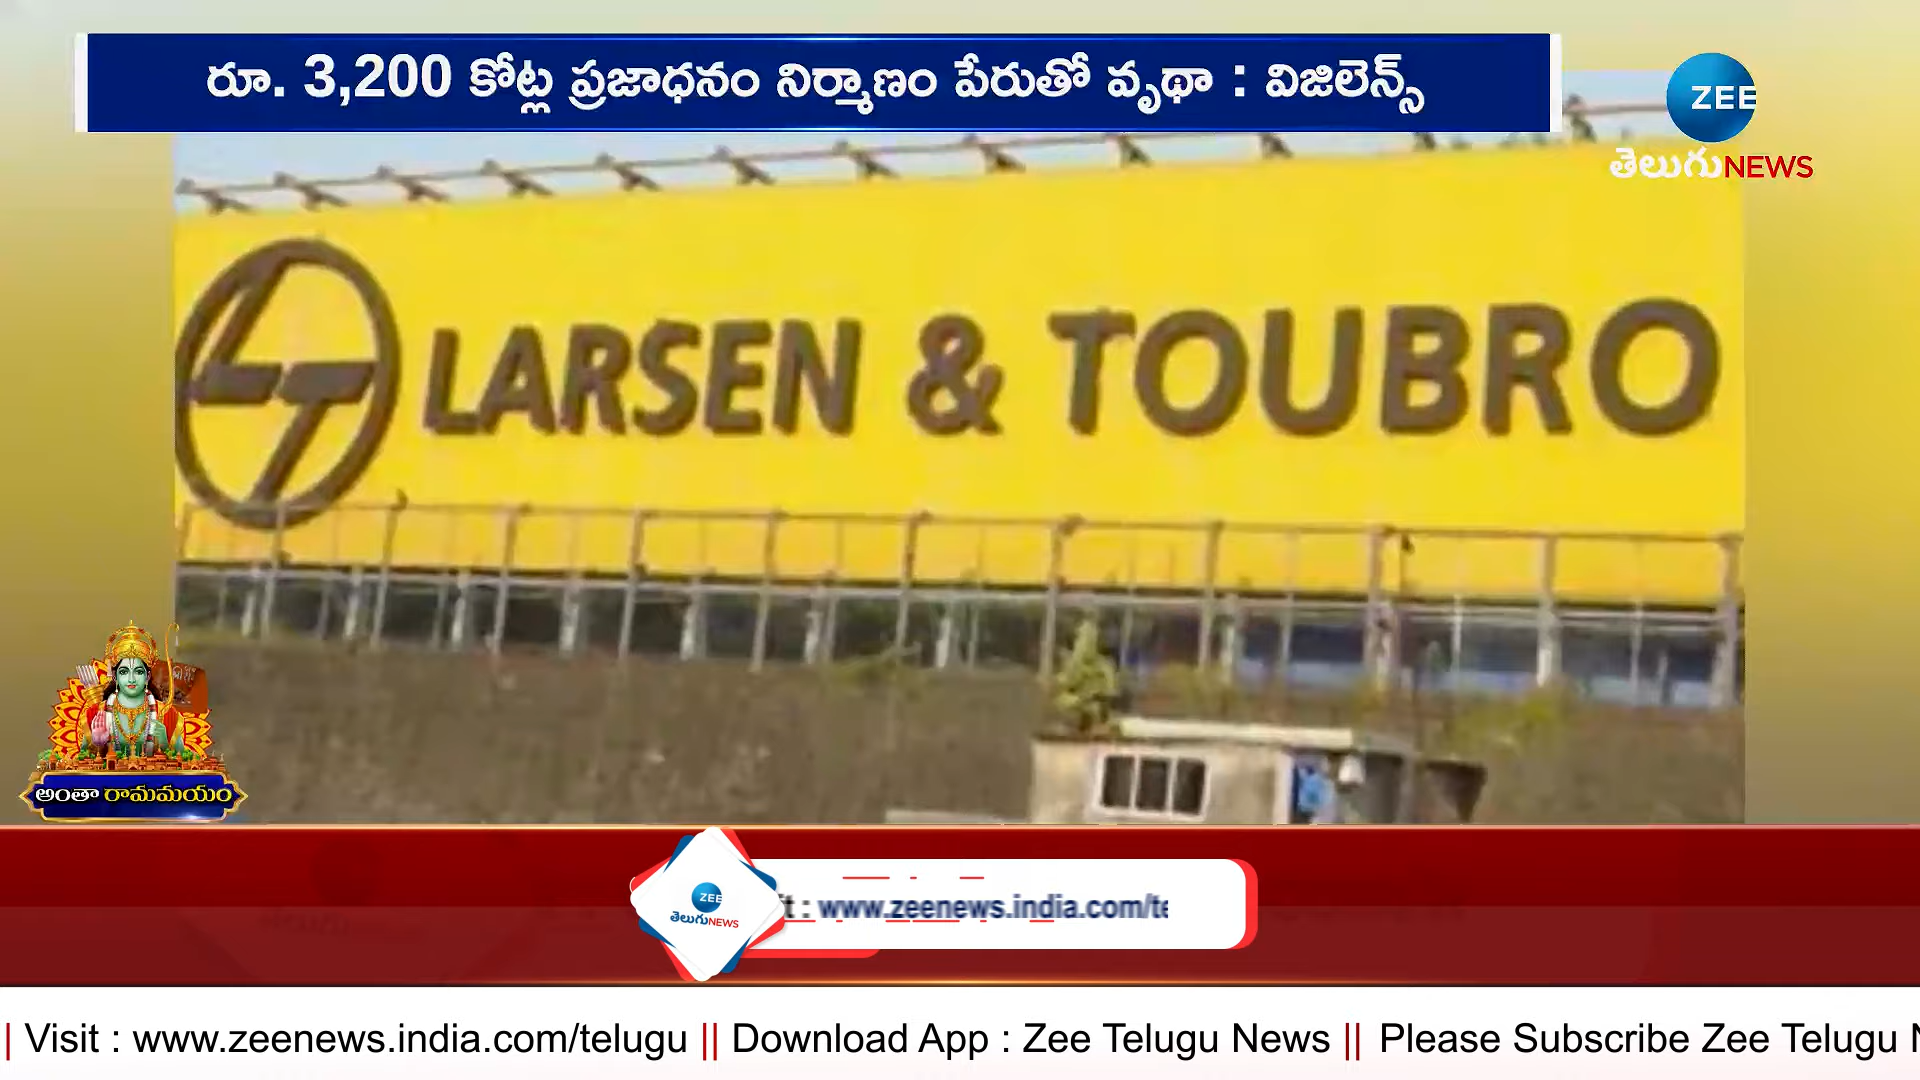 రూ. 3,200 కోట్ల ప్రజాధనం నిర్మాణం పేరుతో వృథా : విజిలెన్స్
ZEE
తెలుగు NEWS
LT LARSEN & TOUBRO
అంతా రామమయం
ZEE
తెలుగు NEWS
: www.zeenews.india.com/te
| Visit : www.zeenews.india.com/telugu || Download App : Zee Telugu News || Please Subscribe Zee Telugu